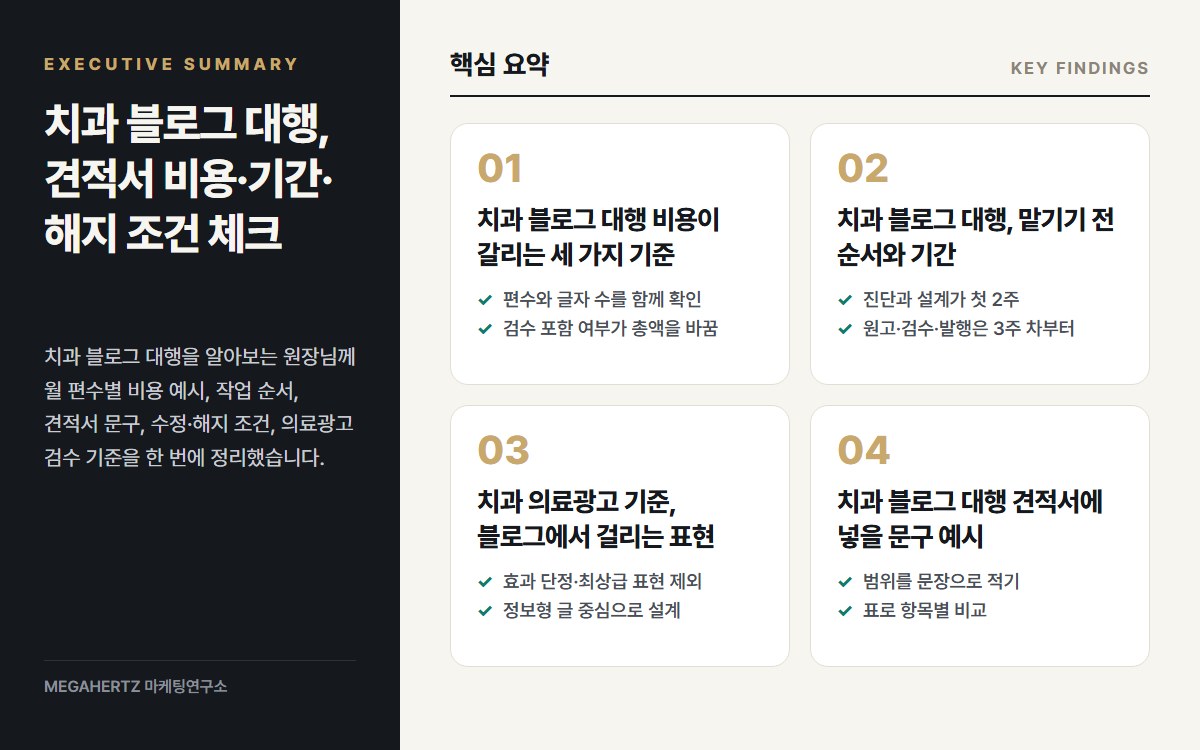 EXECUTIVE SUMMARY
치과 블로그 대행,
견적서 비용·기간·
해지 조건 체크
치과 블로그 대행을 알아보는 원장님께
월 편수별 비용 예시, 작업 순서,
견적서 문구, 수정·해지 조건, 의료광고
검수 기준을 한 번에 정리했습니다.
MEGAHERTZ 마케팅연구소
핵심 요약
KEY FINDINGS
01
치과 블로그 대행 비용이
갈리는 세 가지 기준
✓ 편수와 글자 수를 함께 확인
✓ 검수 포함 여부가 총액을 바꿈
02
치과 블로그 대행, 맡기기 전
순서와 기간
✓ 진단과 설계가 첫 2주
✓ 원고·검수·발행은 3주 차부터
03
치과 의료광고 기준,
블로그에서 걸리는 표현
✓ 효과 단정·최상급 표현 제외
✓ 정보형 글 중심으로 설계
04
치과 블로그 대행 견적서에
넣을 문구 예시
✓ 범위를 문장으로 적기
✓ 표로 항목별 비교